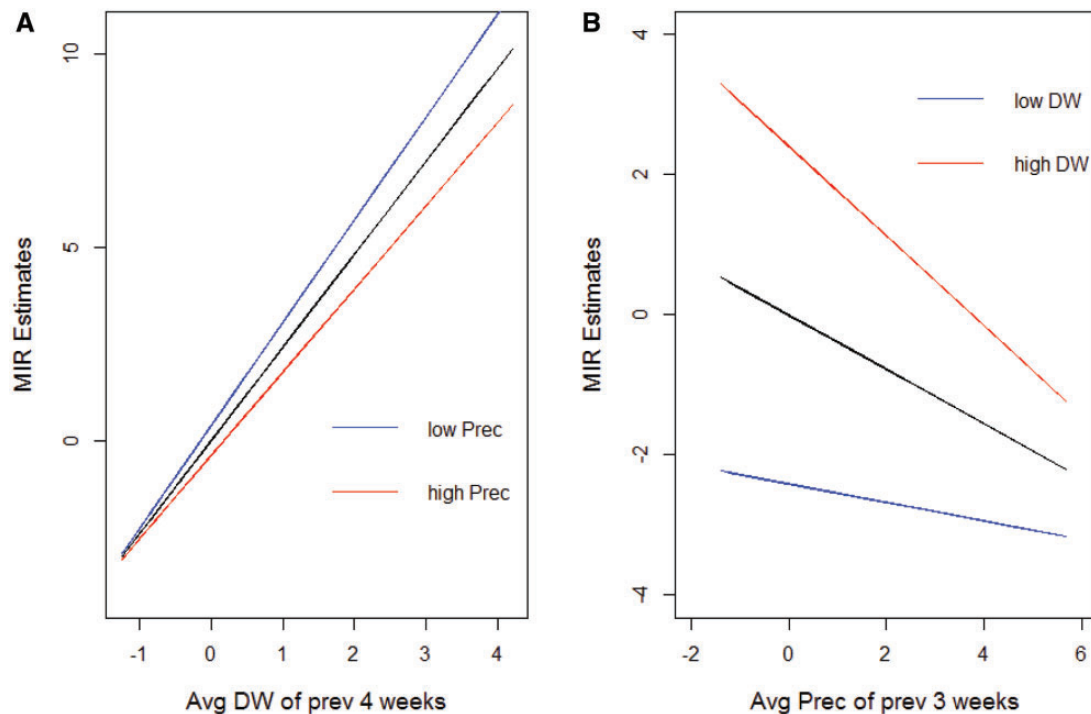 A
MIR Estimates
10
5
0
low Prec
high Prec
-1 0 1 2 3 4
Avg DW of prev 4 weeks
B
MIR Estimates
4
2
0
-2
-4
low DW
high DW
-2 0 2 4 6
Avg Prec of prev 3 weeks